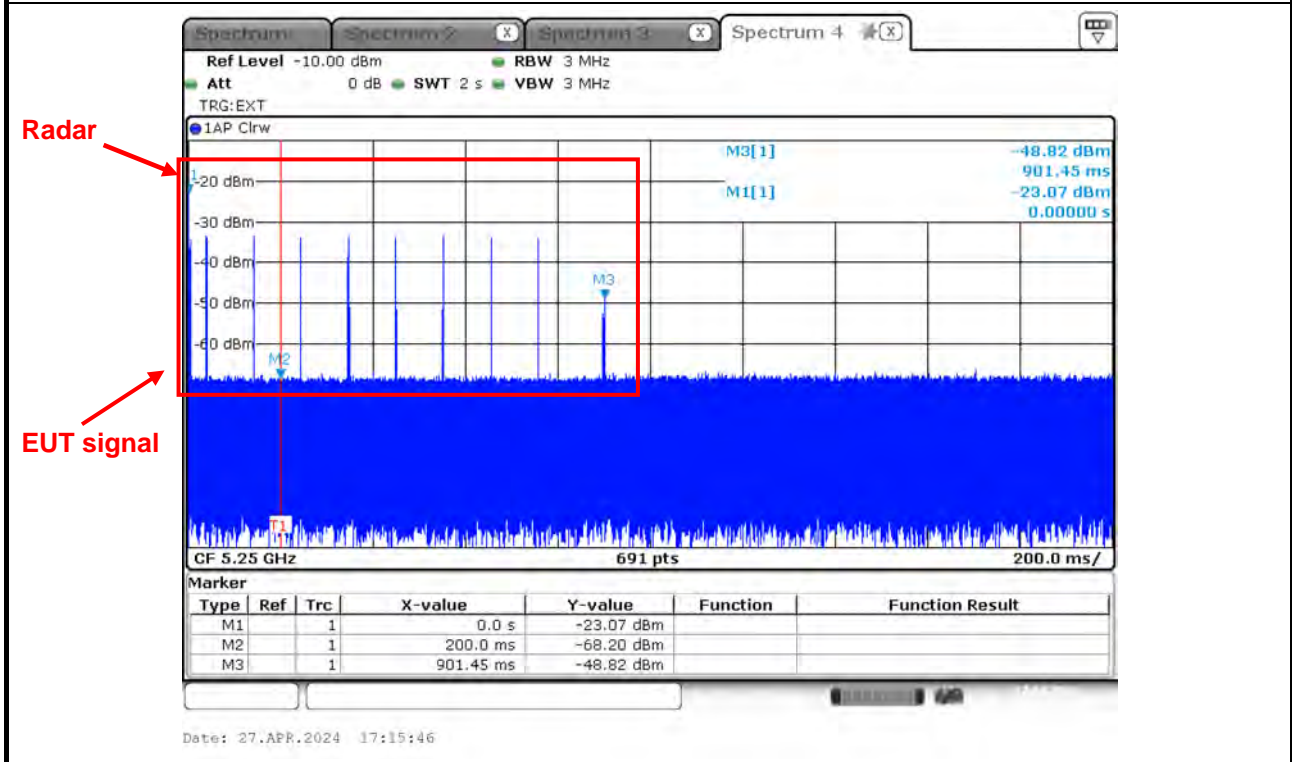 Spectrum Spectrum 2 X Spectrum 3 X Spectrum 4 X
Ref Level -10.00 dBm RBW 3 MHz
Att 0 dB SWT 2 s VBW 3 MHz
TRG:EXT
1AP Clrw
Radar
M3[1] -48.82 dBm
901.45 ms
M1[1] -23.07 dBm
0.00000 s
1
-20 dBm
-30 dBm
-40 dBm
M3
-50 dBm
-60 dBm
M2
EUT signal
T1
CF 5.25 GHz 691 pts 200.0 ms/
Marker
Type Ref Trc X-value Y-value Function Function Result
M1 1 0.0 s -23.07 dBm
M2 1 200.0 ms -68.20 dBm
M3 1 901.45 ms -48.82 dBm
Date: 27.APR.2024 17:15:46